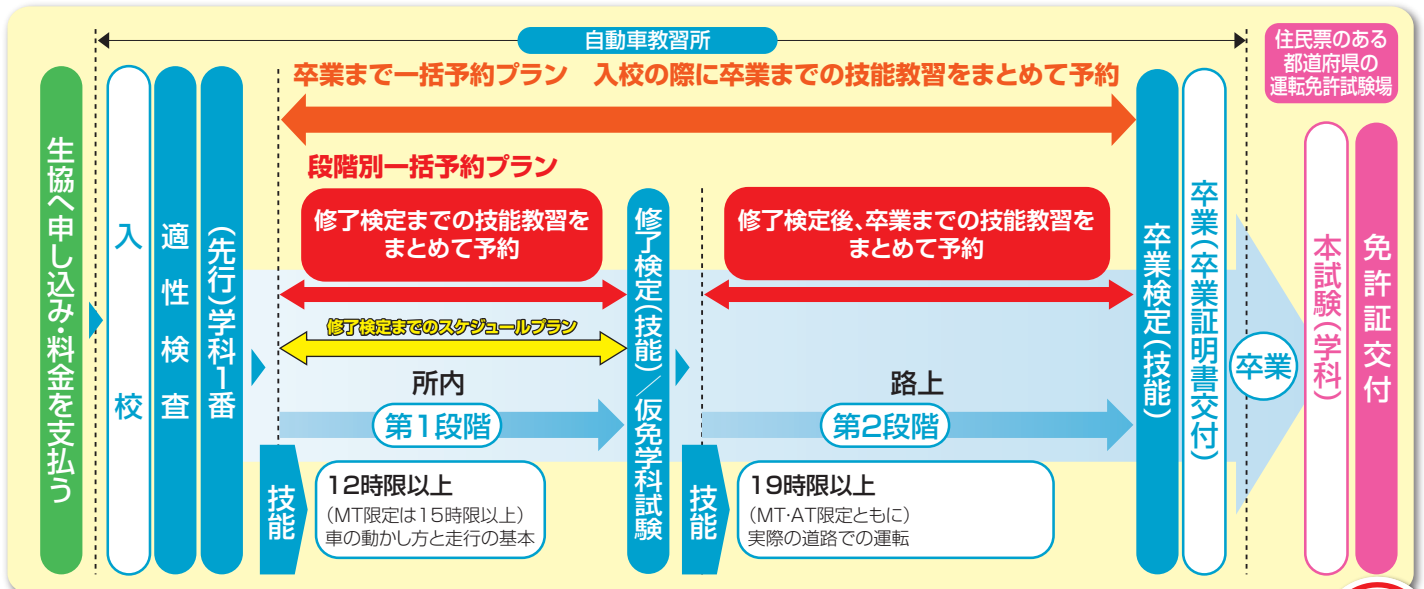 自動車教習所
住民票のある
都道府県の
運転免許試験場
卒業まで一括予約プラン 入校の際に卒業までの技能教習をまとめて予約
段階別一括予約プラン
生協へ申し込み・料金を支払う
入校
適性検査
(先行)学科1番
修了検定までの技能教習を
まとめて予約
修了検定までのスケジュールプラン
所内
第1段階
技能
12時限以上
(MT限定は15時限以上)
車の動かし方と走行の基本
修了検定(技能)/仮免学科試験
修了検定後、卒業までの技能教習を
まとめて予約
路上
第2段階
技能
19時限以上
(MT・AT限定ともに)
実際の道路での運転
卒業検定(技能)
卒業(卒業証明書交付)
卒業
本試験(学科)
免許証交付